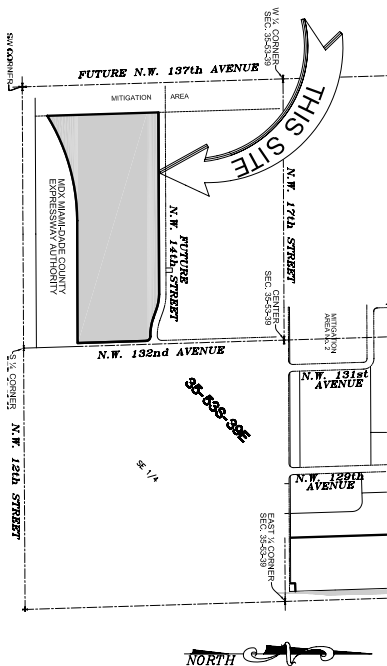 SW CORNER
FUTURE N.W. 137th AVENUE
W ¼ CORNER
SEC. 35-53-39
MITIGATION
AREA
THIS SITE
MDX MIAMI-DADE COUNTY
EXPRESSWAY AUTHORITY
FUTURE
N.W. 14th STREET
N.W. 17th STREET
CENTER
SEC. 35-53-39
MITIGATION
AREA No. 2
N.W. 132nd AVENUE
N.W. 131st
AVENUE
S ¼ CORNER
N.W. 12th STREET
35-53S-39E
SE 1/4
N.W. 129th
AVENUE
EAST ¼ CORNER
SEC. 35-53-39
NORTH